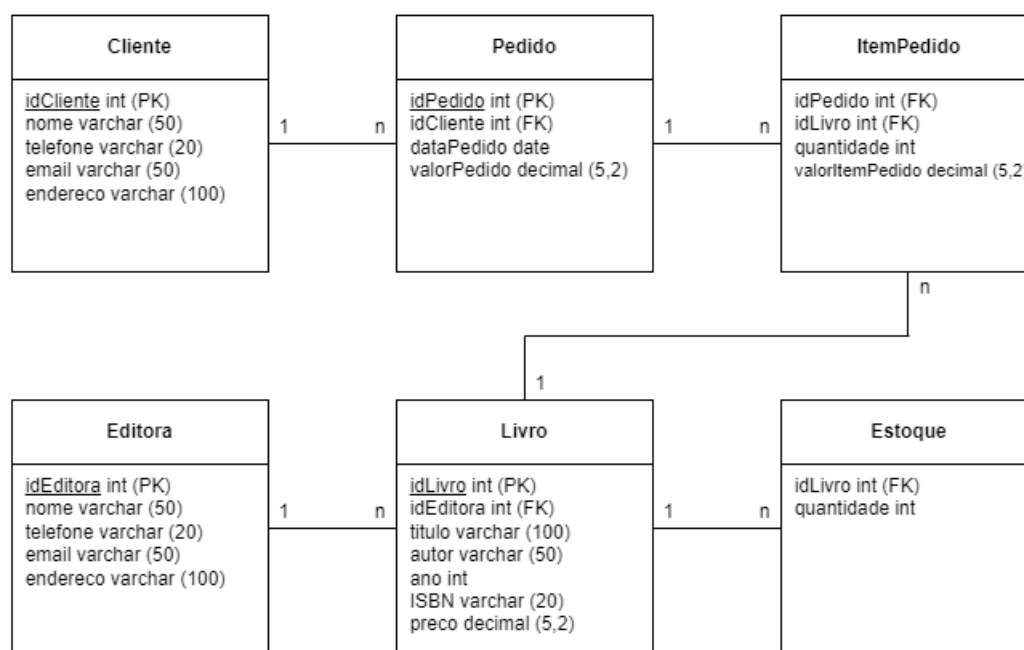 Cliente
idCliente int (PK)
nome varchar (50)
telefone varchar (20)
email varchar (50)
endereco varchar (100)
1
n
Pedido
idPedido int (PK)
idCliente int (FK)
dataPedido date
valorPedido decimal (5,2)
1
n
ItemPedido
idPedido int (FK)
idLivro int (FK)
quantidade int
valorItemPedido decimal (5,2)
n
1
Editora
idEditora int (PK)
nome varchar (50)
telefone varchar (20)
email varchar (50)
endereco varchar (100)
1
n
Livro
idLivro int (PK)
idEditora int (FK)
titulo varchar (100)
autor varchar (50)
ano int
ISBN varchar (20)
preco decimal (5,2)
1
n
Estoque
idLivro int (FK)
quantidade int